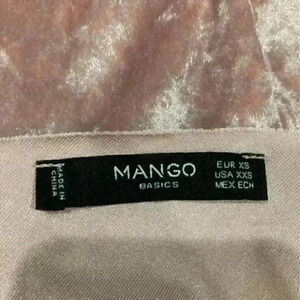 MADE IN
CHINA
MANGO
BASICS
EUR XS
USA XXS
MEX ECH